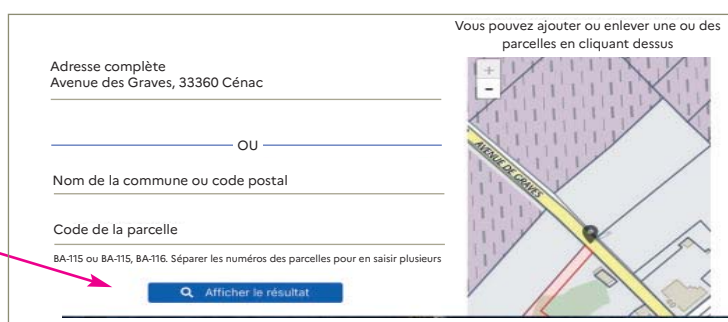 Vous pouvez ajouter ou enlever une ou des
parcelles en cliquant dessus
Adresse complète
Avenue des Graves, 33360 Cénac
OU
Nom de la commune ou code postal
Code de la parcelle
BA-115 ou BA-115, BA-116. Séparer les numéros des parcelles pour en saisir plusieurs
Afficher le résultat
+
-
AVENUE DE GRAVES